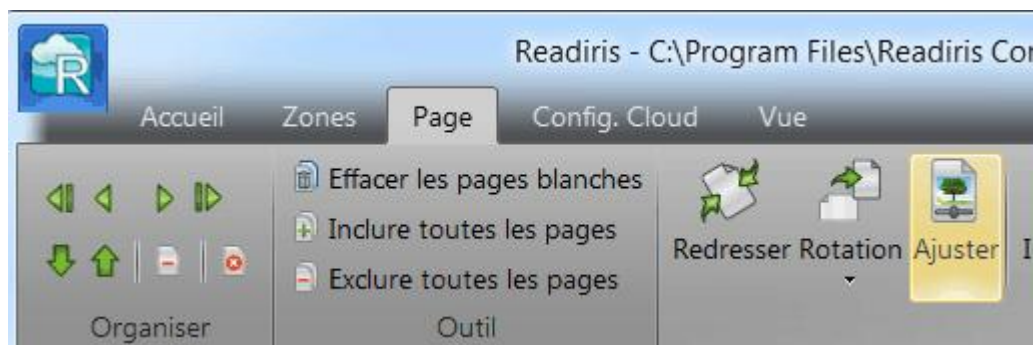 Readiris - C:\Program Files\Readiris Co
Accueil Zones Page Config. Cloud Vue
Effacer les pages blanches
Inclure toutes les pages
Exclure toutes les pages
Redresser Rotation Ajuster
Organiser Outil